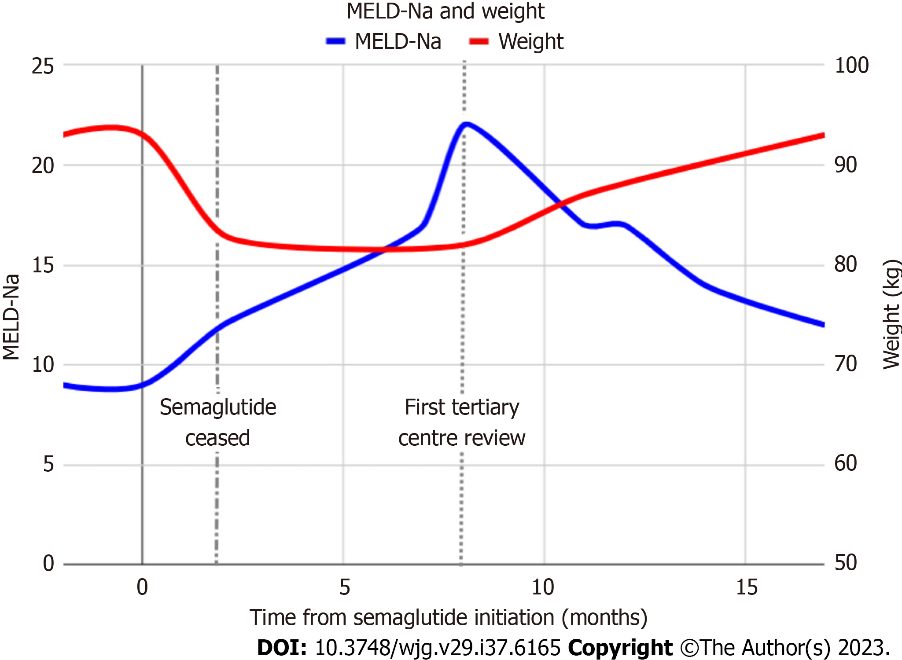 MELD-Na and weight
MELD-Na Weight
25 100
20 90
15 80
10 70
5 60
0 50
MELD-Na
Weight (kg)
Semaglutide
ceased
First tertiary
centre review
0 5 10 15
Time from semaglutide initiation (months)
DOI: 10.3748/wjg.v29.i37.6165 Copyright ©The Author(s) 2023.